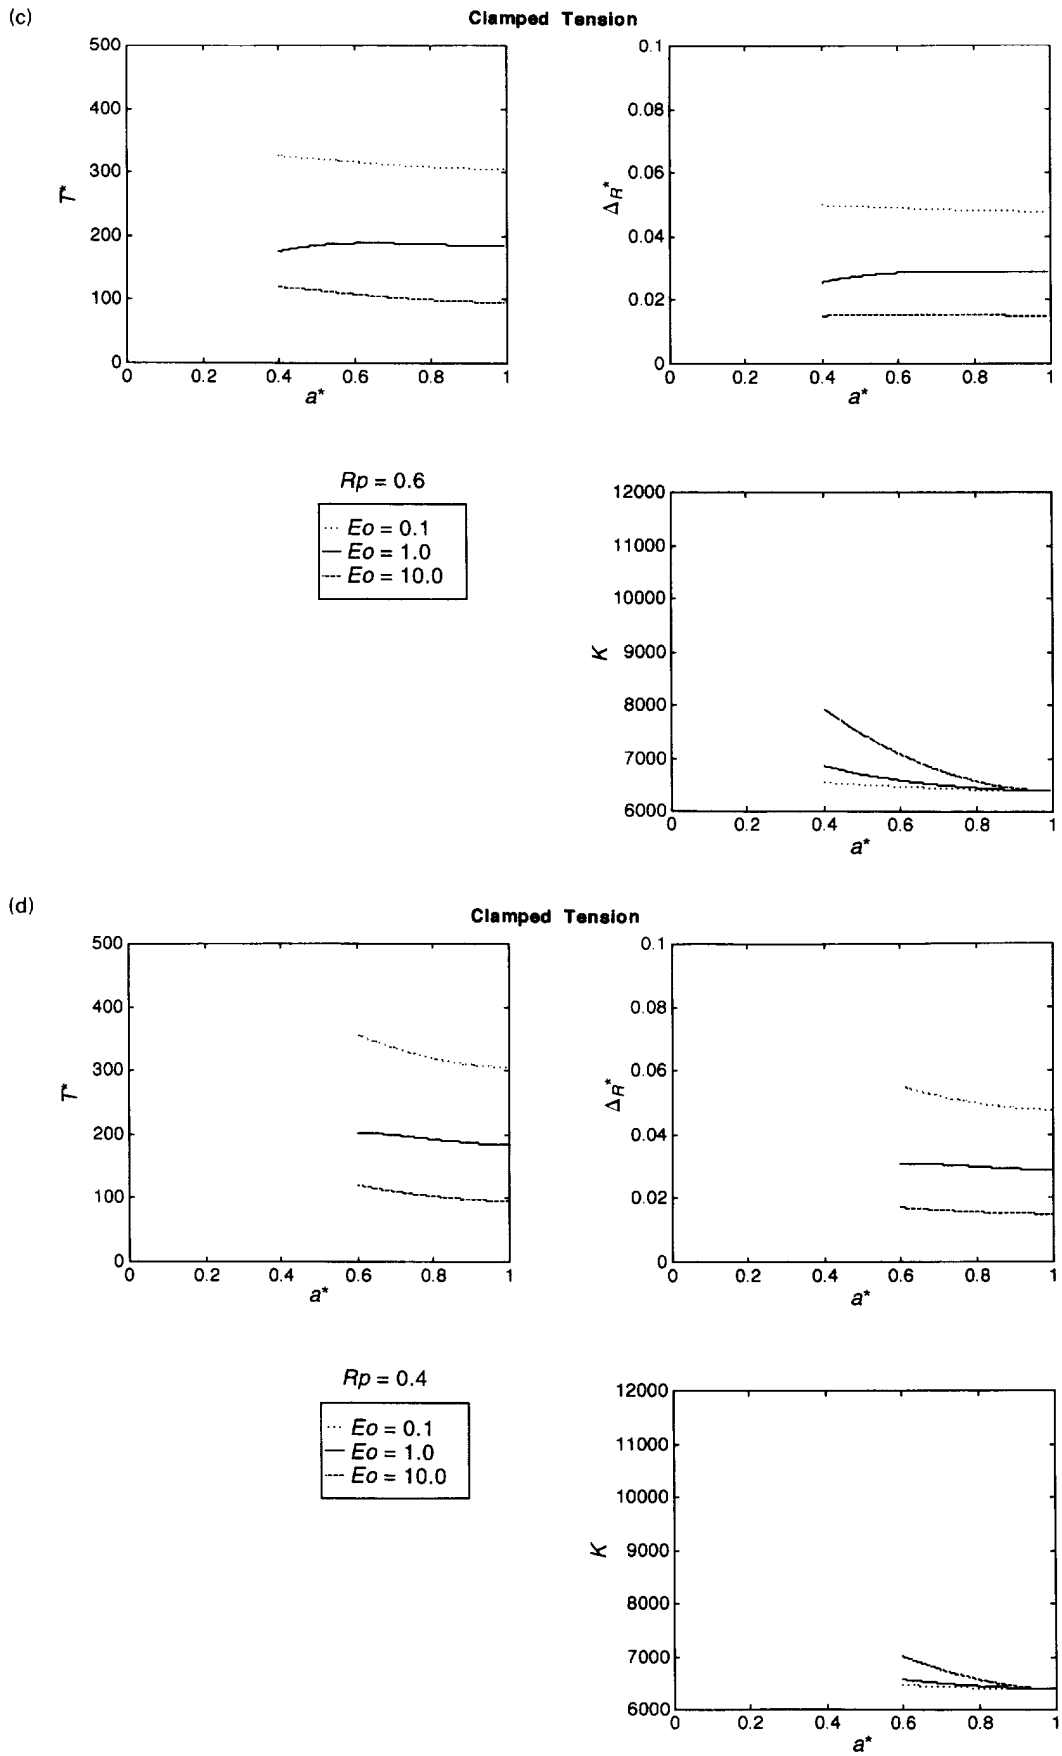 (c)
Clamped Tension
500
400
300
200
100
0
T*
0 0.2 0.4 0.6 0.8 1
a*
0.1
0.08
0.06
0.04
0.02
0
Δ_R*
0 0.2 0.4 0.6 0.8 1
a*
Rp = 0.6
Eo = 0.1
Eo = 1.0
Eo = 10.0
12000
11000
10000
9000
8000
7000
6000
K
0 0.2 0.4 0.6 0.8 1
a*
(d)
Clamped Tension
500
400
300
200
100
0
T*
0 0.2 0.4 0.6 0.8 1
a*
0.1
0.08
0.06
0.04
0.02
0
Δ_R*
0 0.2 0.4 0.6 0.8 1
a*
Rp = 0.4
Eo = 0.1
Eo = 1.0
Eo = 10.0
12000
11000
10000
9000
8000
7000
6000
K
0 0.2 0.4 0.6 0.8 1
a*